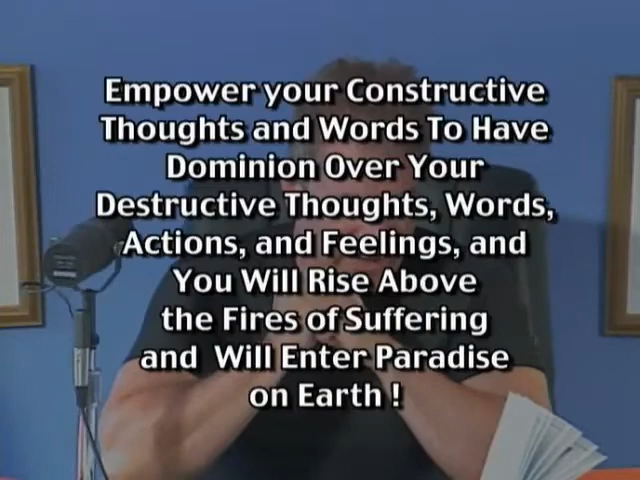 Empower your Constructive
Thoughts and Words To Have
Dominion Over Your
Destructive Thoughts, Words,
Actions, and Feelings, and
You Will Rise Above
the Fires of Suffering
and Will Enter Paradise
on Earth !